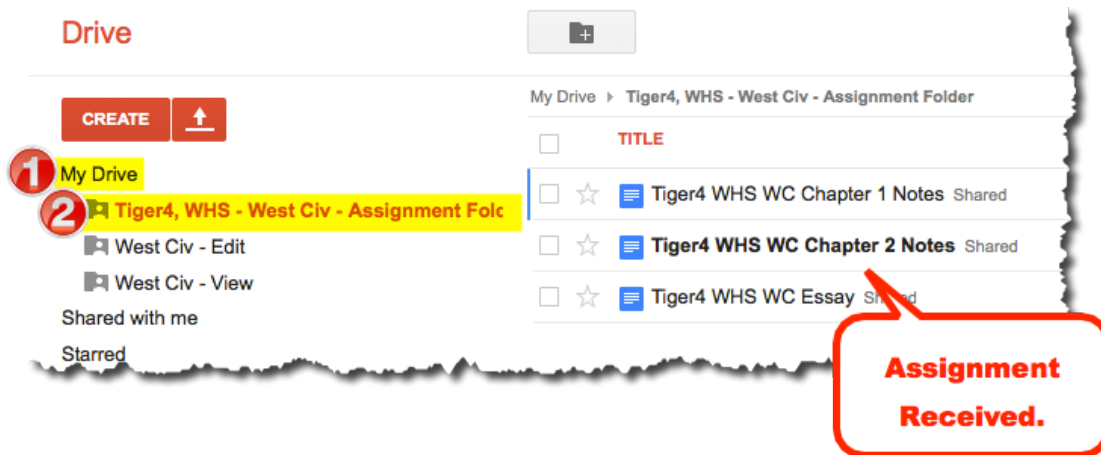 Drive
CREATE
1 My Drive
2 Tiger4, WHS - West Civ - Assignment Folc
West Civ - Edit
West Civ - View
Shared with me
Starred
My Drive Tiger4, WHS - West Civ - Assignment Folder
TITLE
Tiger4 WHS WC Chapter 1 Notes Shared
Tiger4 WHS WC Chapter 2 Notes Shared
Tiger4 WHS WC Essay Shared
Assignment
Received.